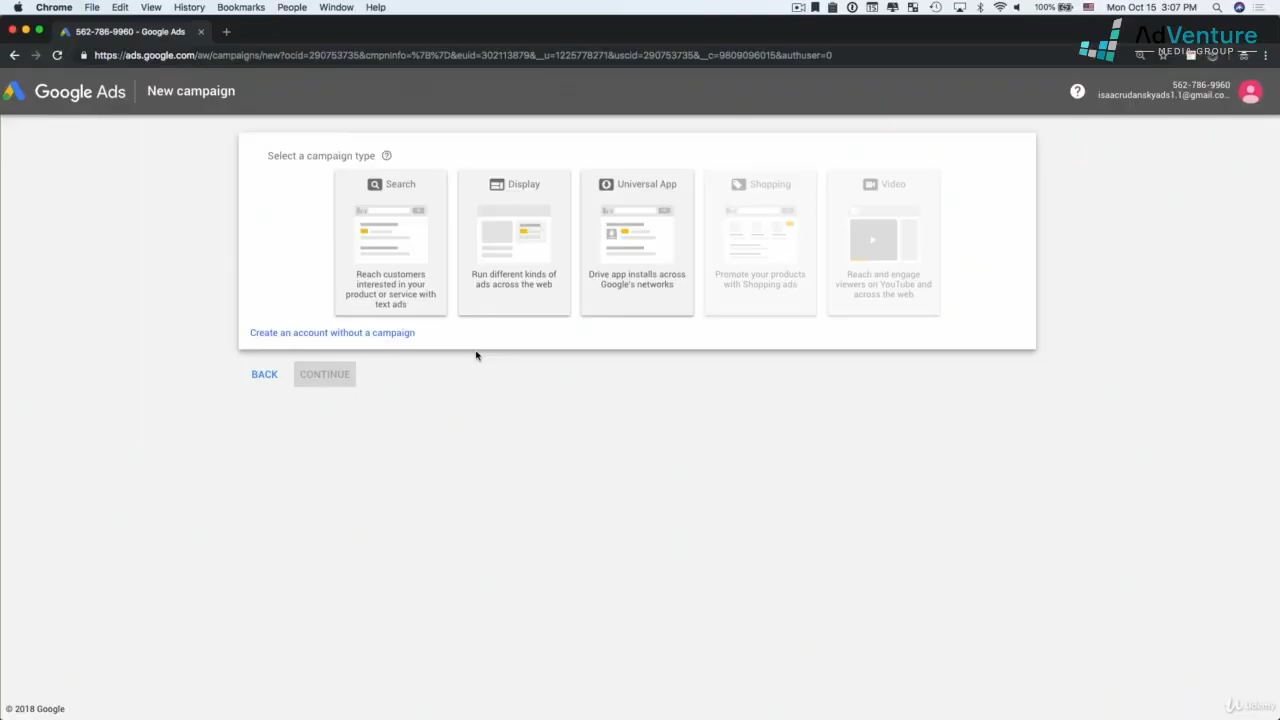 Chrome File Edit View History Bookmarks People Window Help 100% Mon Oct 15 3:07 PM
562-786-9960 - Google Ads
AdVenture
MEDIA GROUP
https://ads.google.com/aw/campaigns/new?ocid=290753735&cmpnInfo=%7B%7D&euid=302113879&__u=1225778271&uscid=290753735&__c=9809096015&authuser=0
Google Ads New campaign
562-786-9960
isaacrudanskyads1.1@gmail.co...
Select a campaign type
Search
Reach customers
interested in your
product or service with
text ads
Display
Run different kinds of
ads across the web
Universal App
Drive app installs across
Google's networks
Shopping
Promote your products
with Shopping ads
Video
Reach and engage
viewers on YouTube and
across the web
Create an account without a campaign
BACK CONTINUE
© 2018 Google
Udemy